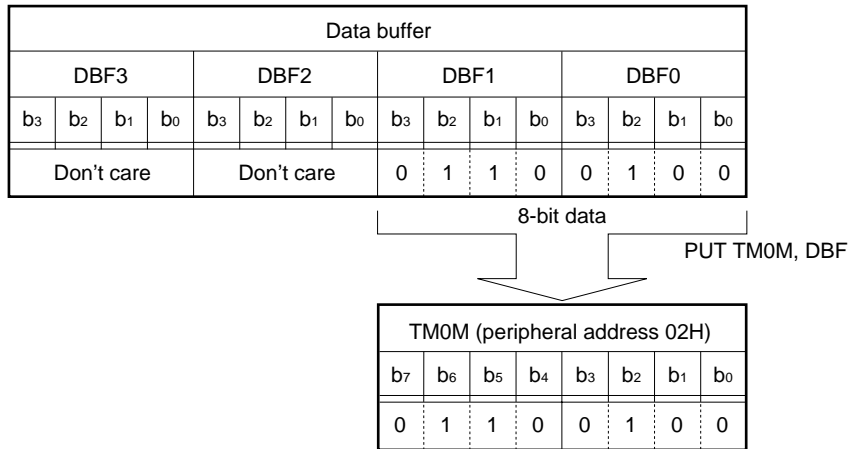 Data buffer
DBF3 DBF2 DBF1 DBF0
b3 b2 b1 b0 b3 b2 b1 b0 b3 b2 b1 b0 b3 b2 b1 b0
Don't care Don't care 0 1 1 0 0 1 0 0
8-bit data
PUT TM0M, DBF
TM0M (peripheral address 02H)
b7 b6 b5 b4 b3 b2 b1 b0
0 1 1 0 0 1 0 0